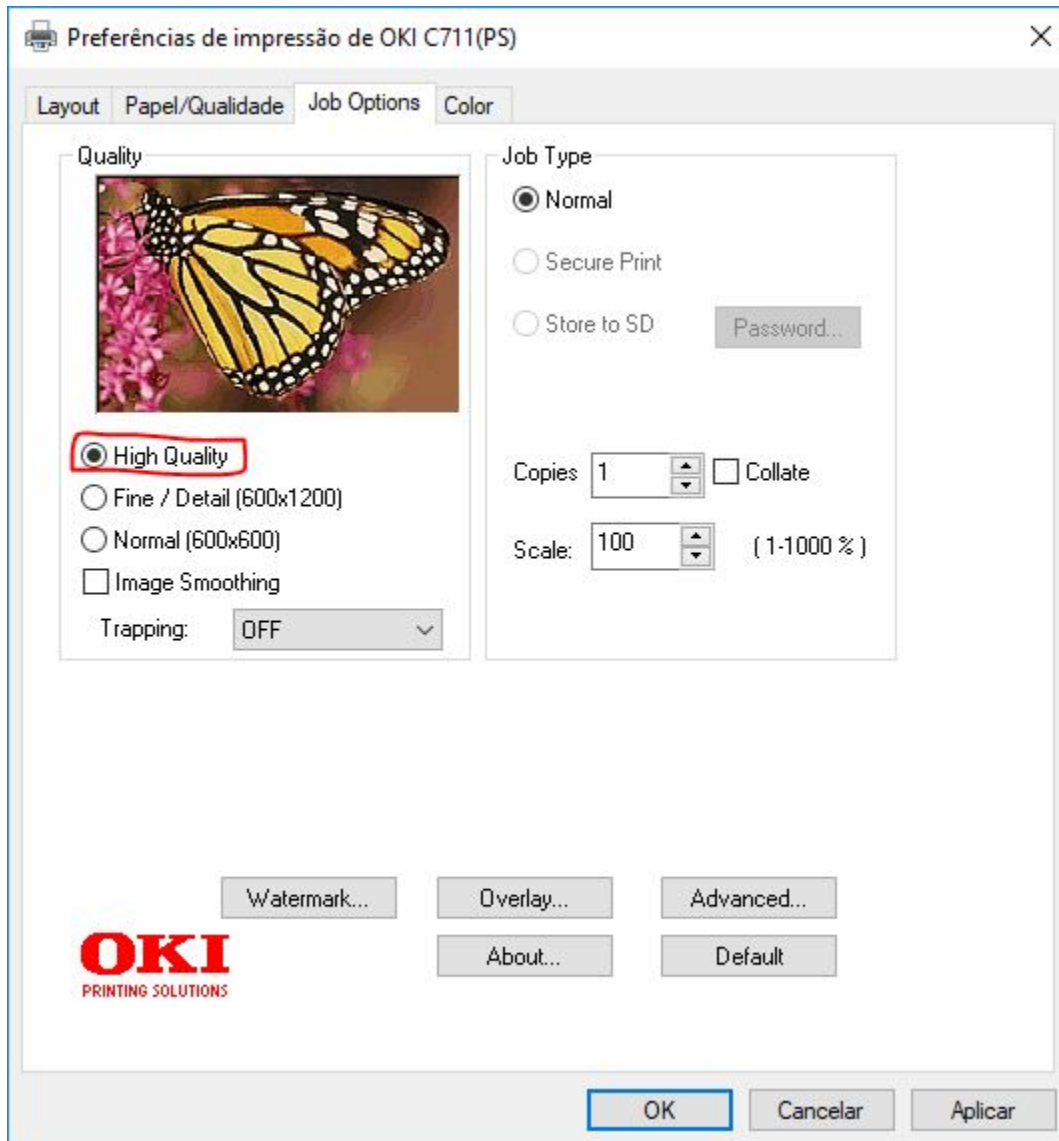 Preferências de impressão de OKI C711(PS)
Layout Papel/Qualidade Job Options Color
Quality
High Quality
Fine / Detail (600x1200)
Normal (600x600)
Image Smoothing
Trapping: OFF
Job Type
Normal
Secure Print
Store to SD Password...
Copies 1 Collate
Scale: 100 ( 1-1000 % )
Watermark... Overlay... Advanced...
About... Default
OKI
PRINTING SOLUTIONS
OK Cancelar Aplicar